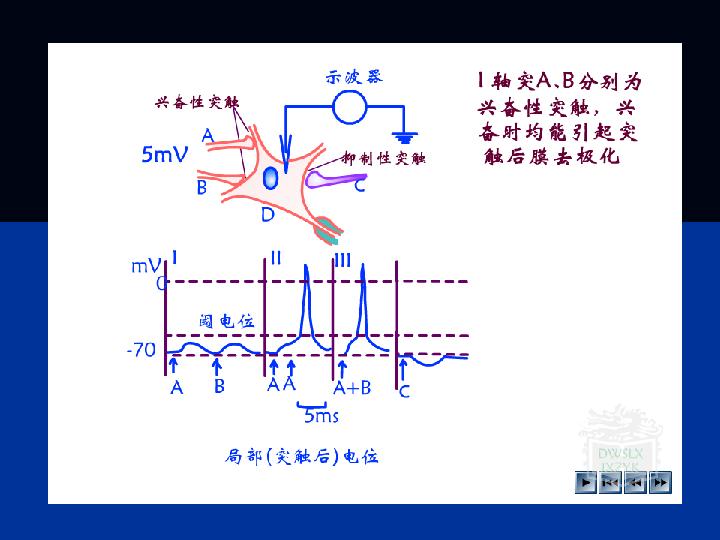 示波器
兴奋性突触
A
5mV
抑制性突触
B
C
D
I 轴突A、B分别为
兴奋性突触，兴
奋时均能引起突
触后膜去极化
mV
I
II
III
0
阈电位
-70
A
B
A A
A+B
C
5ms
局部(突触后)电位
DWSLX
JXZYK